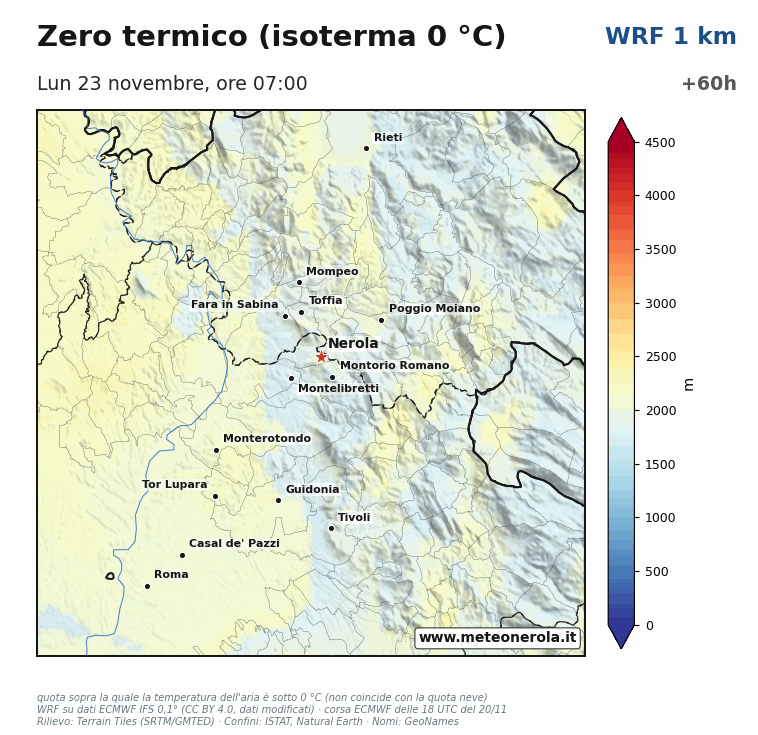 Zero termico (isoterma 0 °C)
WRF 1 km
Lun 23 novembre, ore 07:00
+60h
Rieti
Mompeo
Fara in Sabina
Toffia
Poggio Moiano
Nerola
Montorio Romano
Montelibretti
Monterotondo
Tor Lupara
Guidonia
Tivoli
Casal de' Pazzi
Roma
www.meteonerola.it
4500
4000
3500
3000
2500
2000
1500
1000
500
0
m
quota sopra la quale la temperatura dell'aria è sotto 0 °C (non coincide con la quota neve)
WRF su dati ECMWF IFS 0,1° (CC BY 4.0, dati modificati) · corsa ECMWF delle 18 UTC del 20/11
Rilievo: Terrain Tiles (SRTM/GMTED) · Confini: ISTAT, Natural Earth · Nomi: GeoNames